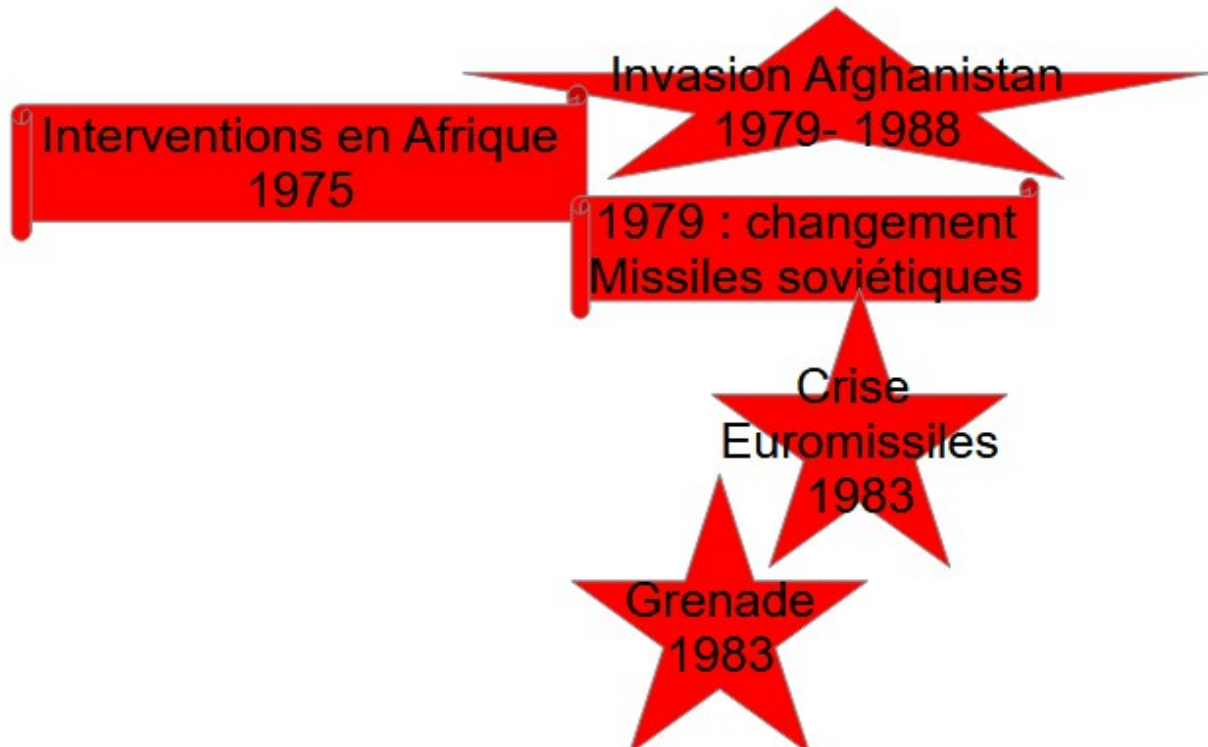 Invasion Afghanistan
1979- 1988
Interventions en Afrique
1975
1979 : changement
Missiles soviétiques
Crise
Euromissiles
1983
Grenade
1983